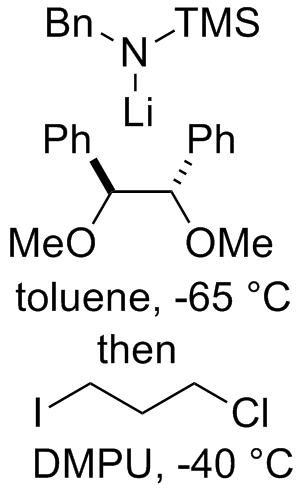 Bn N TMS
Li
Ph Ph
MeO OMe
toluene, -65 °C
then
I Cl
DMPU, -40 °C